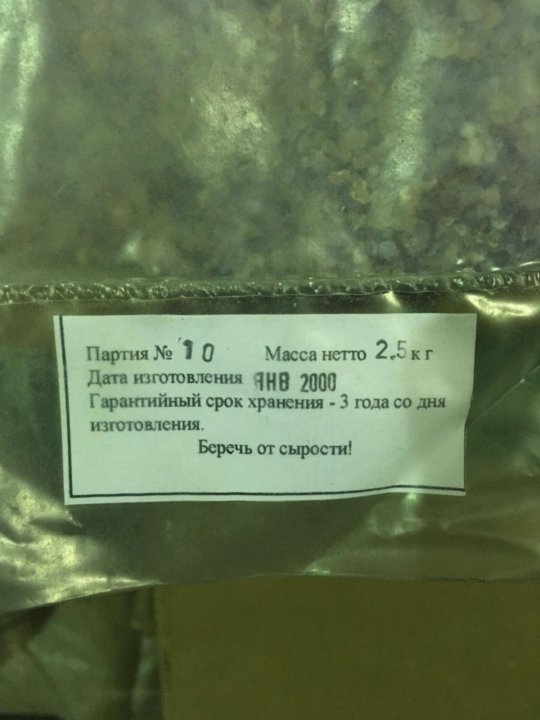 Партия № 10 Масса нетто 2,5 кг
Дата изготовления ЯНВ 2000
Гарантийный срок хранения - 3 года со дня
изготовления.
Беречь от сырости!